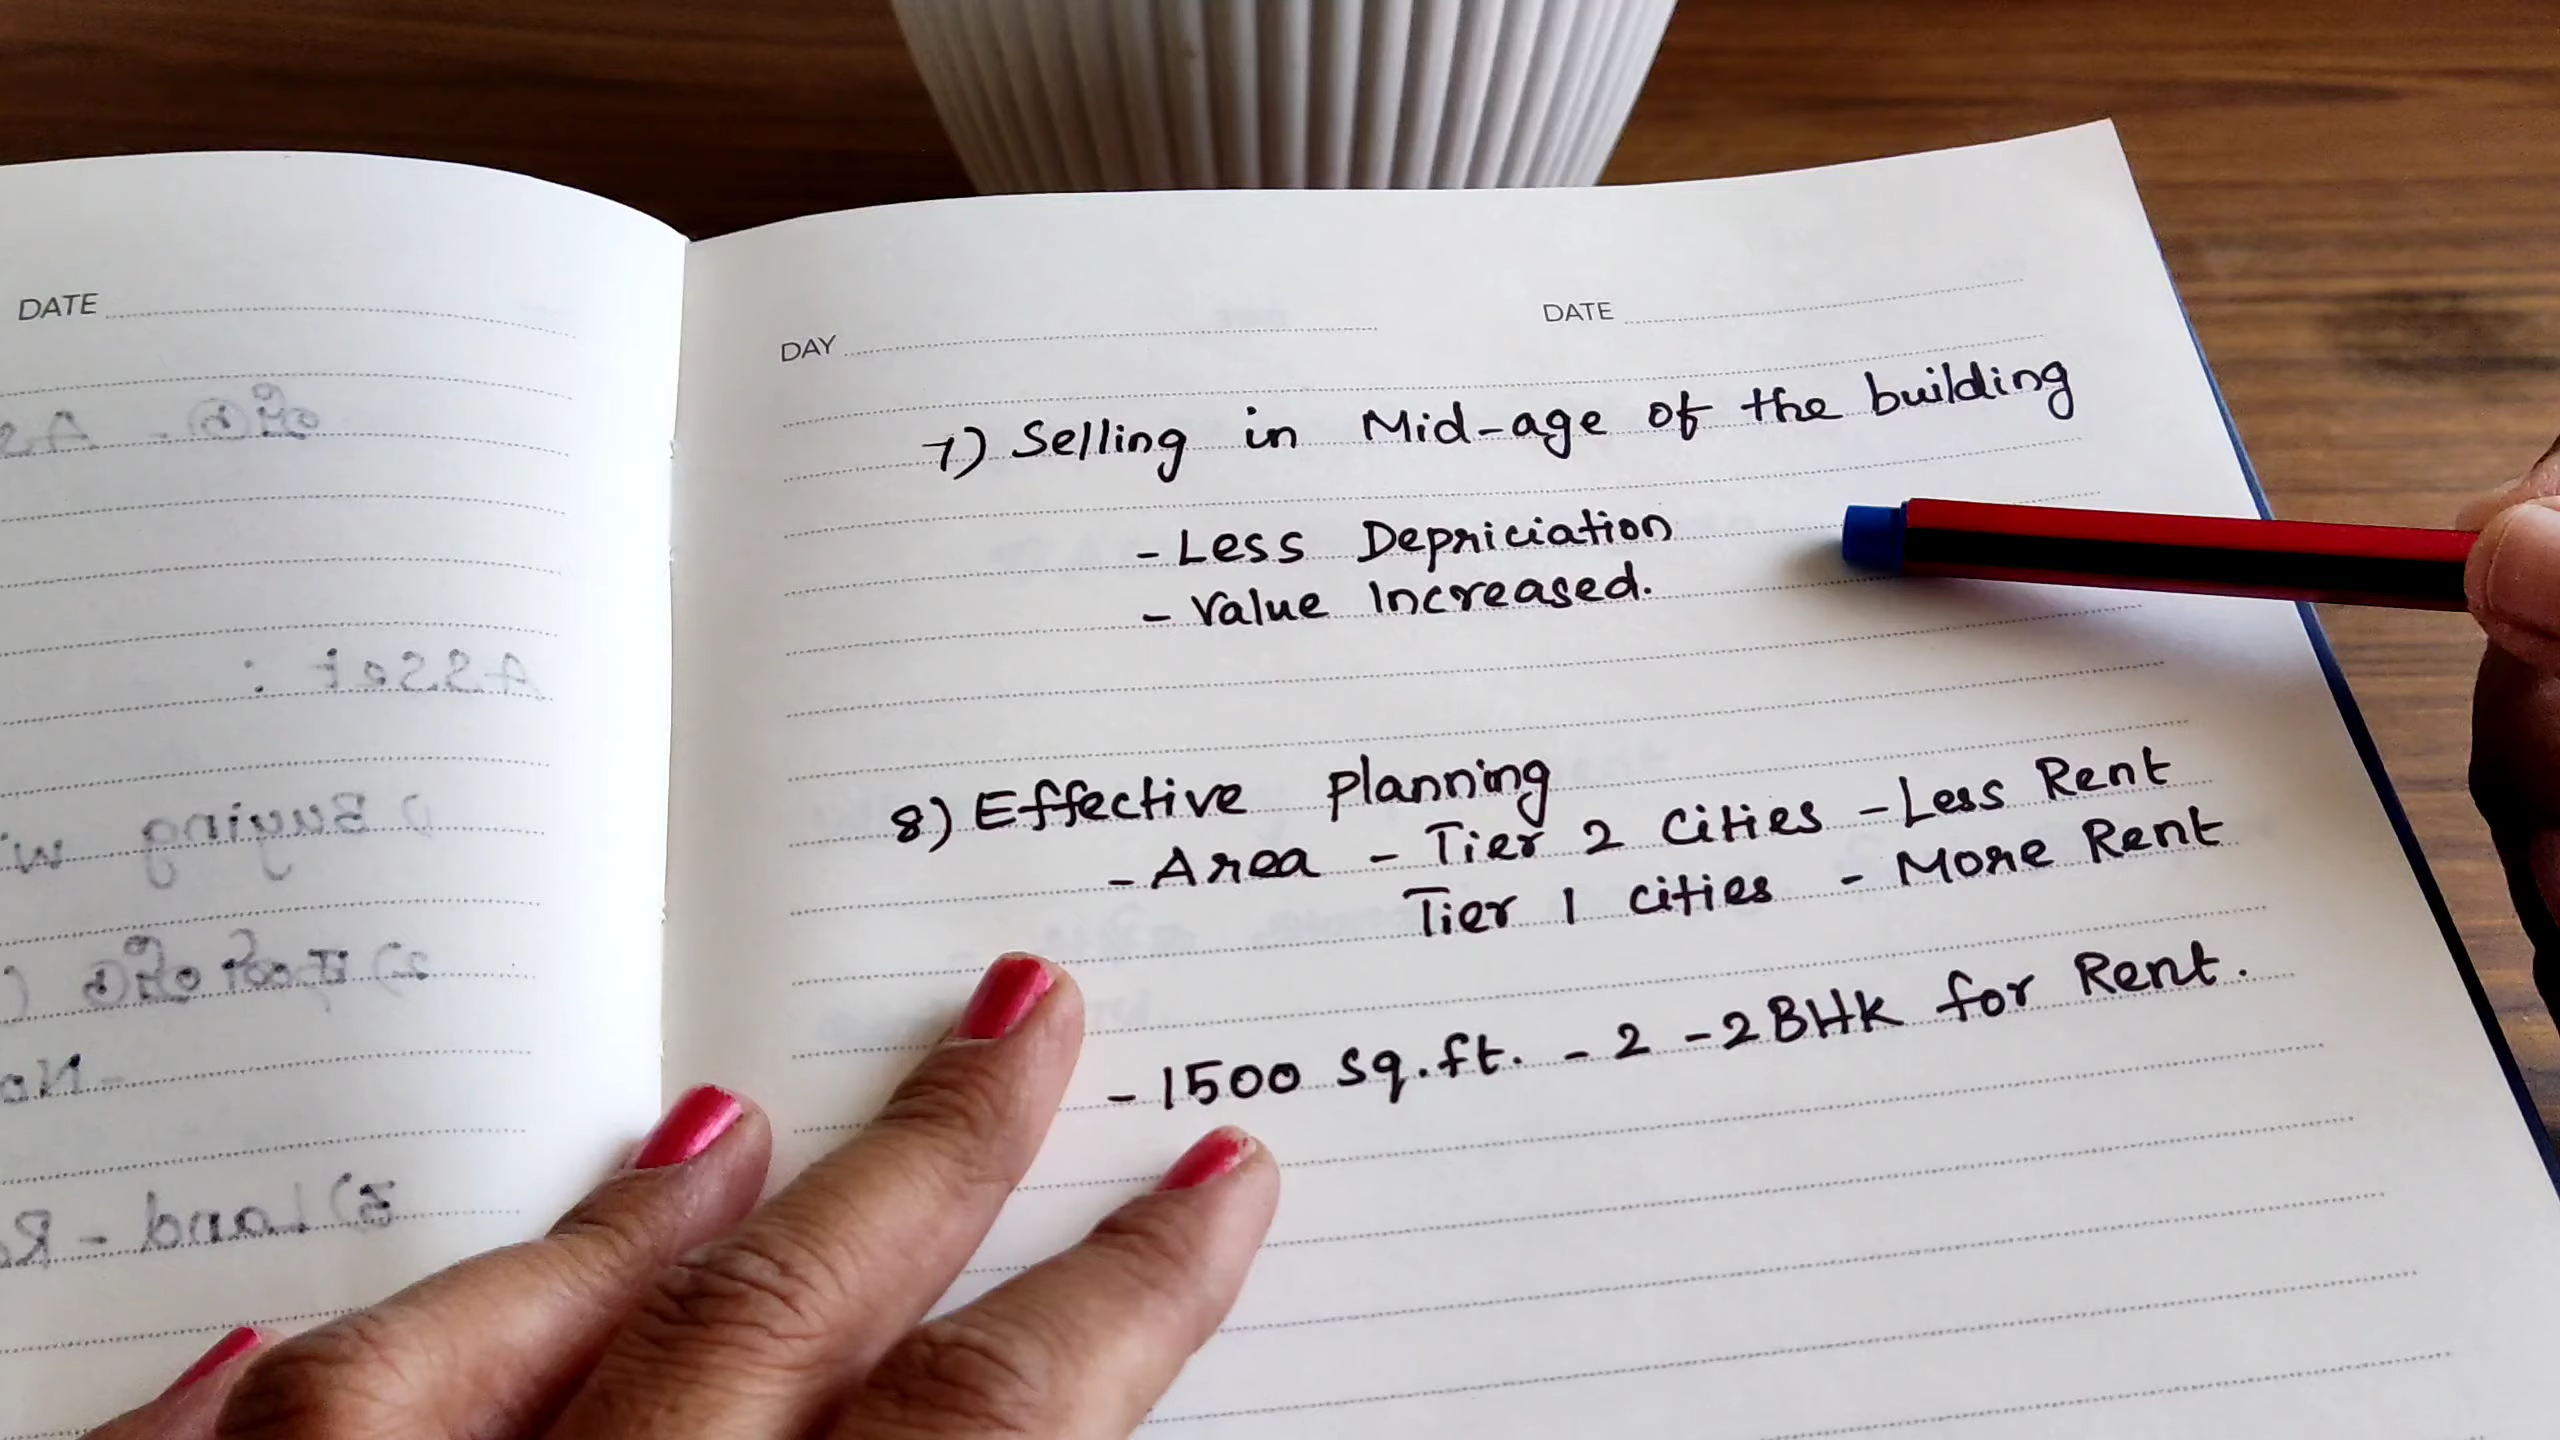 DATE
DAY
DATE
7) Selling in Mid-age of the building
- Less Depriciation
- Value Increased.
8) Effective planning
- Area - Tier 2 Cities - Less Rent
Tier 1 cities - More Rent
- 1500 Sq.ft. - 2 - 2BHK for Rent.